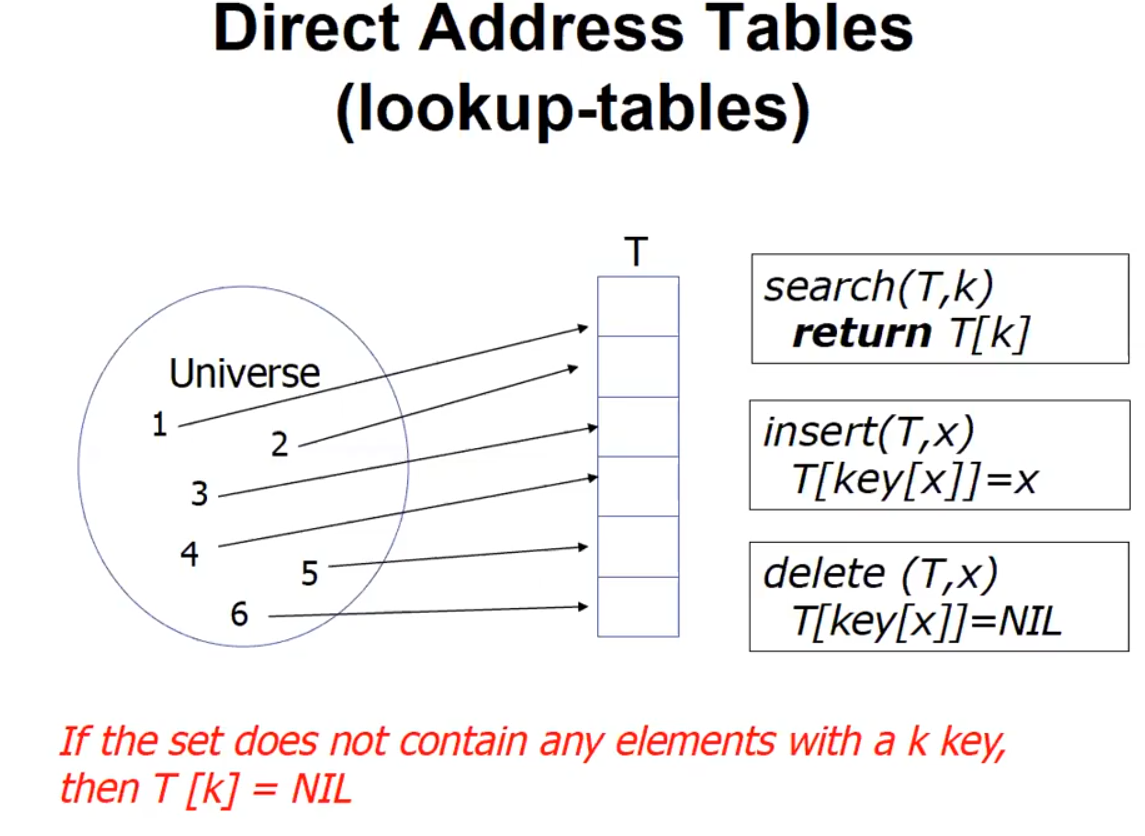 Direct Address Tables
(lookup-tables)
T
Universe
1
2
3
4
5
6
search(T,k)
return T[k]
insert(T,x)
T[key[x]]=x
delete (T,x)
T[key[x]]=NIL
If the set does not contain any elements with a k key,
then T [k] = NIL